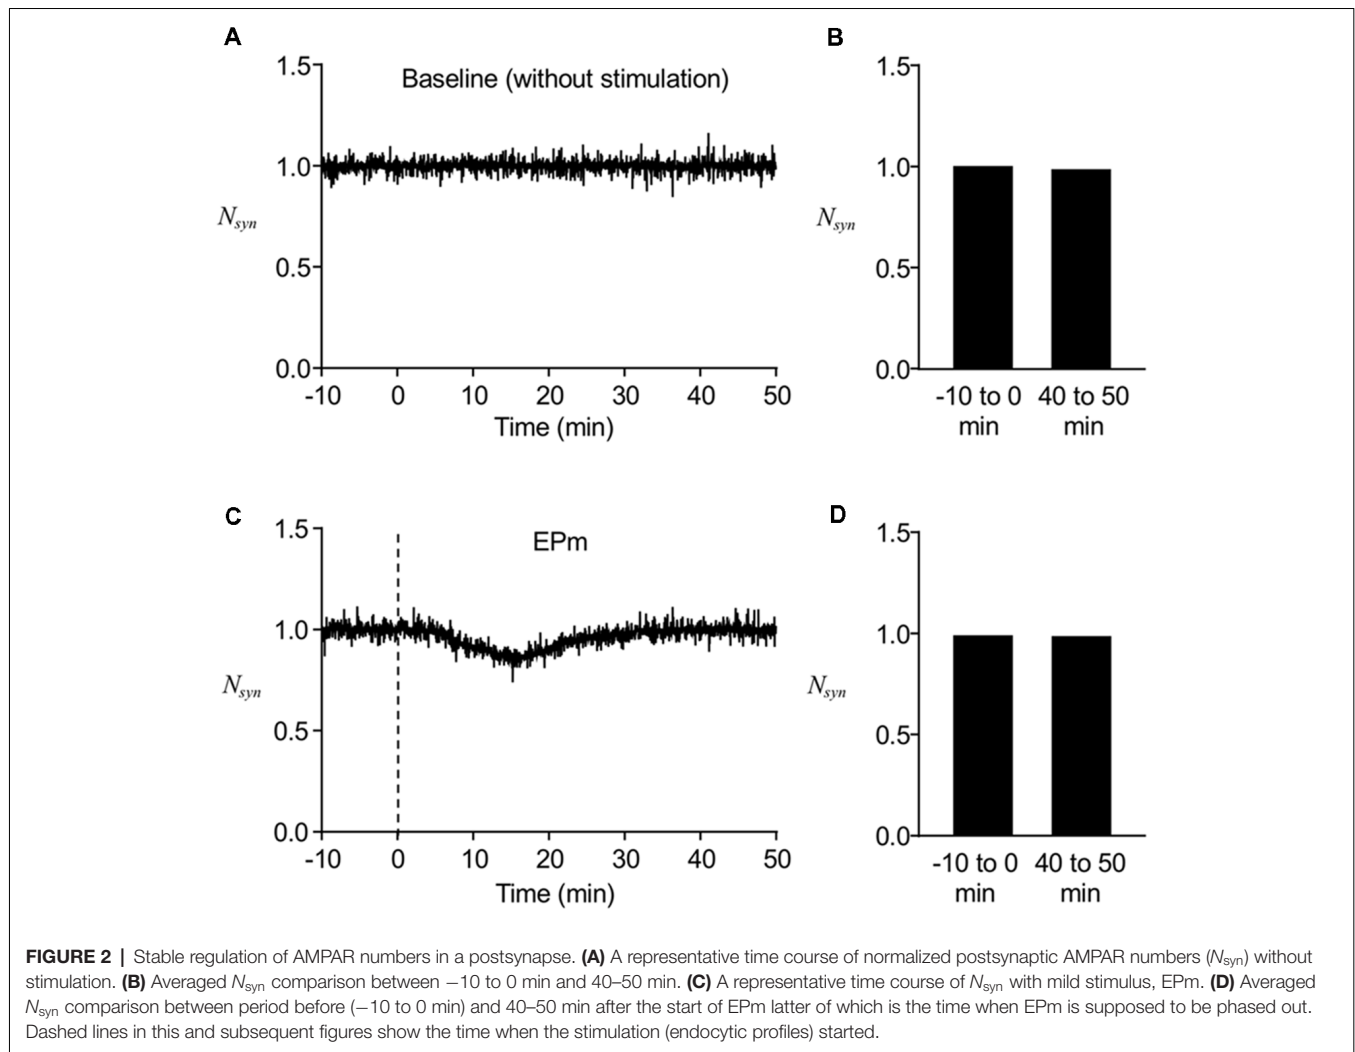 A
1.5
Baseline (without stimulation)
1.0
N_syn
0.5
0.0
-10 0 10 20 30 40 50
Time (min)
B
1.5
1.0
N_syn
0.5
0.0
-10 to 0 40 to 50
min min
C
1.5
EPm
1.0
N_syn
0.5
0.0
-10 0 10 20 30 40 50
Time (min)
D
1.5
1.0
N_syn
0.5
0.0
-10 to 0 40 to 50
min min
FIGURE 2 | Stable regulation of AMPAR numbers in a postsynapse. (A) A representative time course of normalized postsynaptic AMPAR numbers (N_syn) without
stimulation. (B) Averaged N_syn comparison between −10 to 0 min and 40–50 min. (C) A representative time course of N_syn with mild stimulus, EPm. (D) Averaged
N_syn comparison between period before (−10 to 0 min) and 40–50 min after the start of EPm latter of which is the time when EPm is supposed to be phased out.
Dashed lines in this and subsequent figures show the time when the stimulation (endocytic profiles) started.